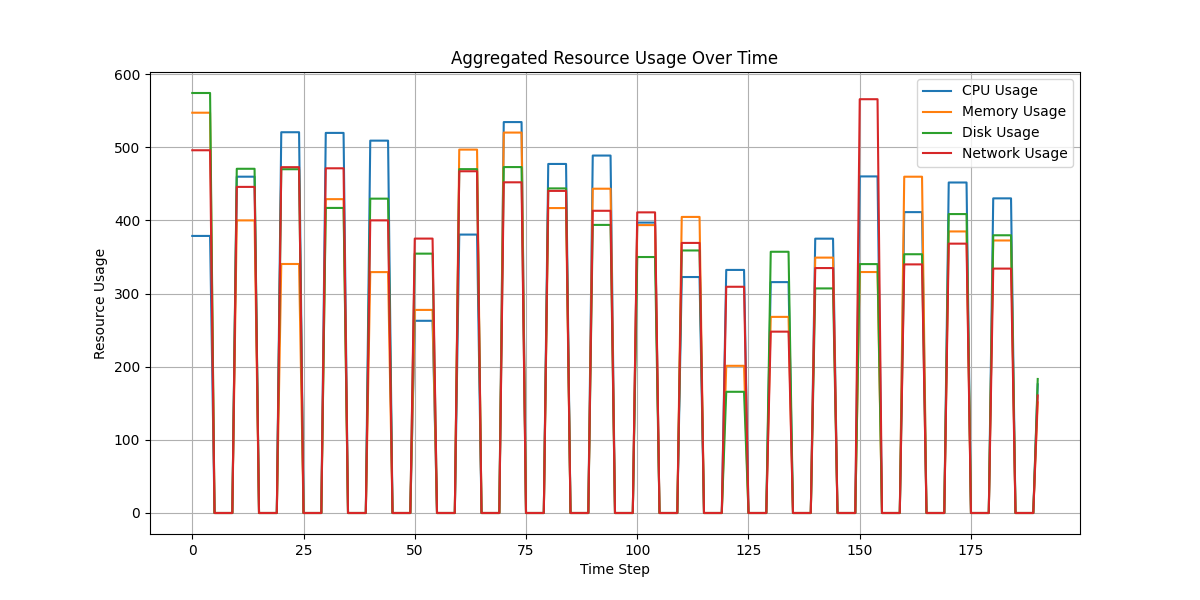 Aggregated Resource Usage Over Time
600
500
400
300
200
100
0
Resource Usage
CPU Usage
Memory Usage
Disk Usage
Network Usage
0 25 50 75 100 125 150 175
Time Step